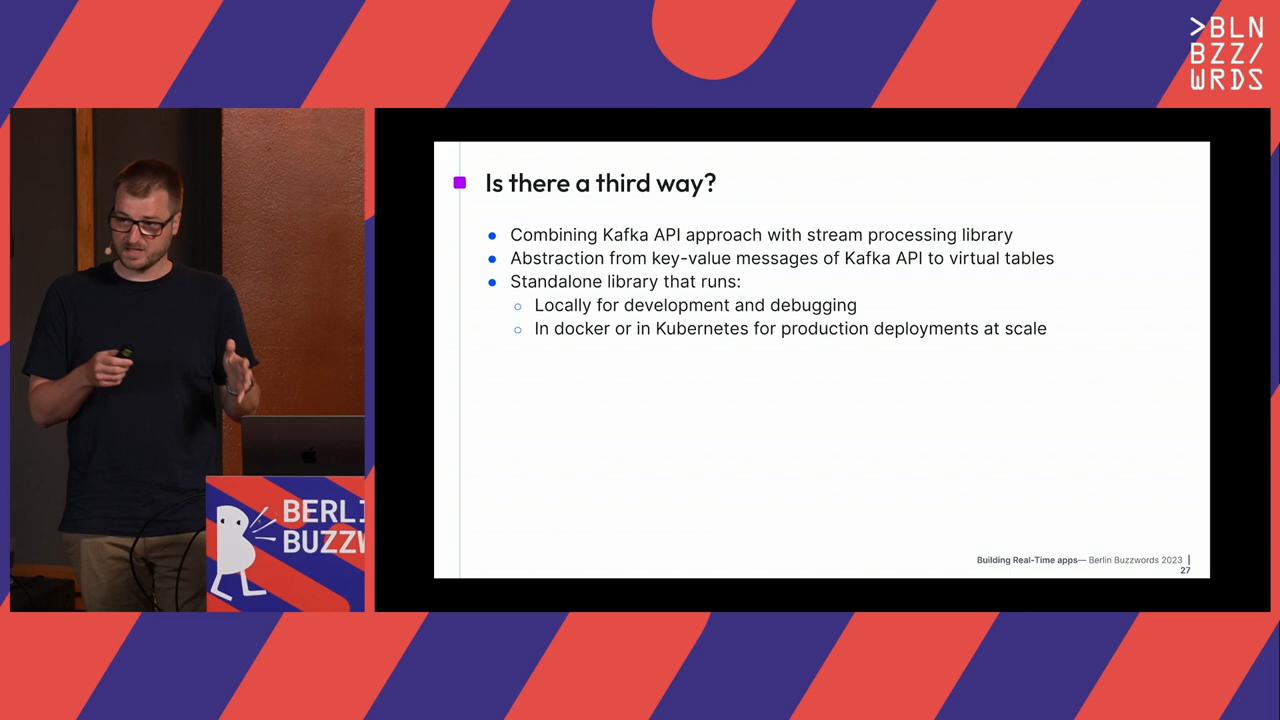 >BLN
BZZ/
WRDS
Is there a third way?
Combining Kafka API approach with stream processing library
Abstraction from key-value messages of Kafka API to virtual tables
Standalone library that runs:
Locally for development and debugging
In docker or in Kubernetes for production deployments at scale
BERLI
BUZZW
Building Real-Time apps— Berlin Buzzwords 2023 |
27